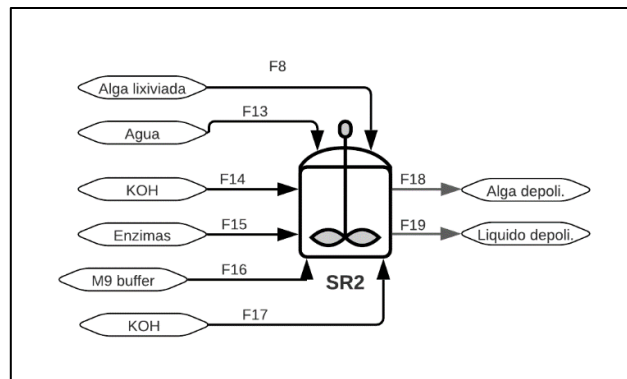 F8
Alga lixiviada
F13
Agua
F14
KOH
F18
Alga depoli.
F15
Enzimas
F19
Liquido depoli.
F16
M9 buffer
SR2
F17
KOH